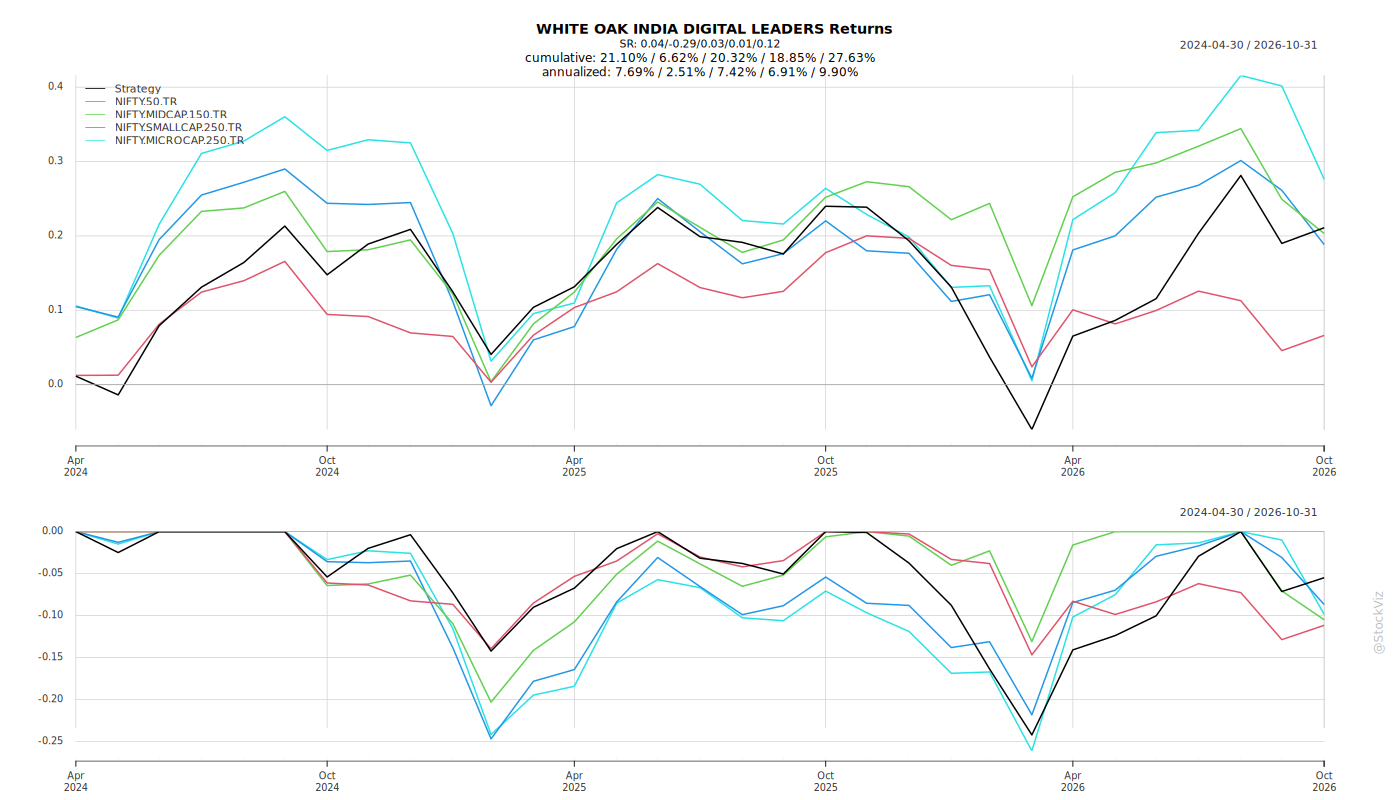 WHITE OAK INDIA DIGITAL LEADERS Returns
SR: 0.04/-0.29/0.03/0.01/0.12
cumulative: 21.10% / 6.62% / 20.32% / 18.85% / 27.63%
annualized: 7.69% / 2.51% / 7.42% / 6.91% / 9.90%
2024-04-30 / 2026-10-31
Strategy
NIFTY.50.TR
NIFTY.MIDCAP.150.TR
NIFTY.SMALLCAP.250.TR
NIFTY.MICROCAP.250.TR
0.4
0.3
0.2
0.1
0.0
Apr Oct Apr Oct Apr Oct
2024 2024 2025 2025 2026 2026
2024-04-30 / 2026-10-31
0.00
-0.05
-0.10
-0.15
-0.20
-0.25
Apr Oct Apr Oct Apr Oct
2024 2024 2025 2025 2026 2026
@StockViz